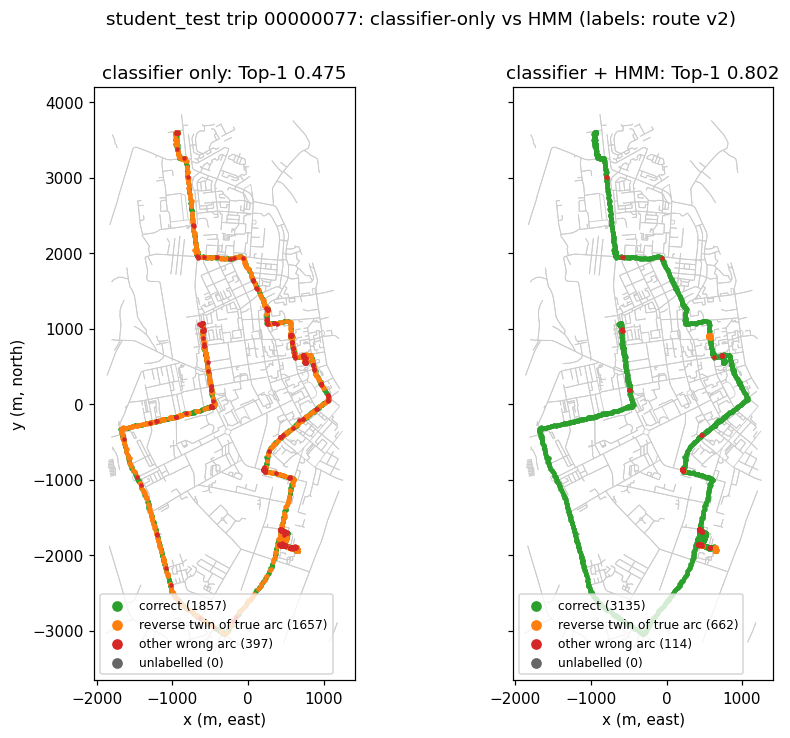 student_test trip 00000077: classifier-only vs HMM (labels: route v2)
classifier only: Top-1 0.475
classifier + HMM: Top-1 0.802
y (m, north)
4000
3000
2000
1000
0
−1000
−2000
−3000
correct (1857)
reverse twin of true arc (1657)
other wrong arc (397)
unlabelled (0)
−2000 −1000 0 1000
x (m, east)
correct (3135)
reverse twin of true arc (662)
other wrong arc (114)
unlabelled (0)
−2000 −1000 0 1000
x (m, east)